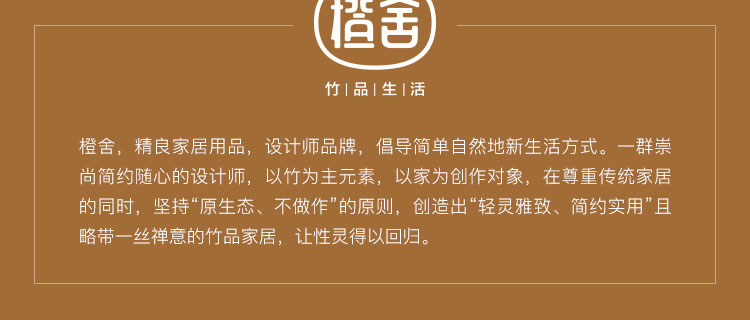 橙舍
竹|品|生|活
橙舍，精良家居用品，设计师品牌，倡导简单自然地新生活方式。一群崇
尚简约随心的设计师，以竹为主元素，以家为创作对象，在尊重传统家居
的同时，坚持“原生态、不做作”的原则，创造出“轻灵雅致、简约实用”且
略带一丝禅意的竹品家居，让性灵得以回归。